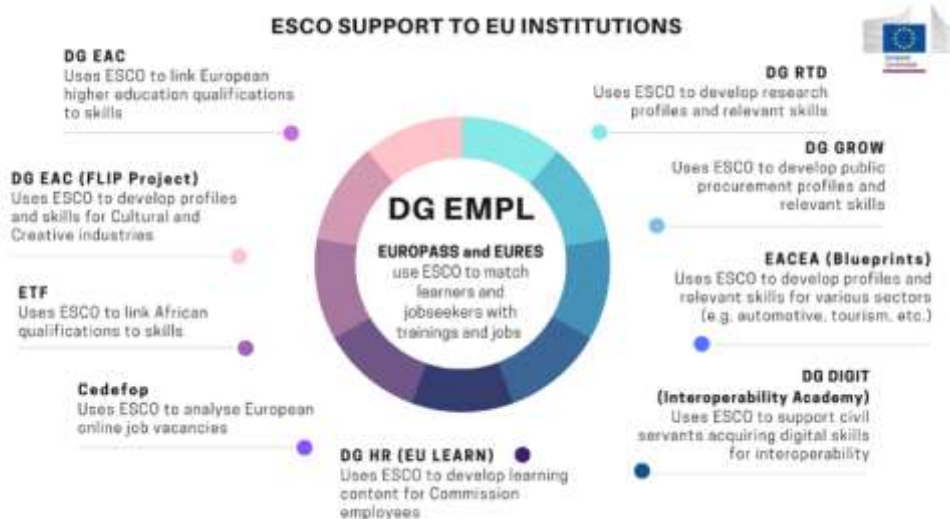 ESCO SUPPORT TO EU INSTITUTIONS
European
Commission
DG EAC
Uses ESCO to link European
higher education qualifications
to skills
DG EAC (FLIP Project)
Uses ESCO to develop profiles
and skills for Cultural and
Creative industries
ETF
Uses ESCO to link African
qualifications to skills
Cedefop
Uses ESCO to analyse European
online job vacancies
DG HR (EU LEARN)
Uses ESCO to develop learning
content for Commission
employees
DG EMPL
EUROPASS and EURES
use ESCO to match
learners and
jobseekers with
trainings and jobs
DG RTD
Uses ESCO to develop research
profiles and relevant skills
DG GROW
Uses ESCO to develop public
procurement profiles and
relevant skills
EACEA (Blueprints)
Uses ESCO to develop profiles and
relevant skills for various sectors
(e.g. automotive, tourism, etc.)
DG DIGIT
(Interoperability Academy)
Uses ESCO to support civil
servants acquiring digital skills
for interoperability